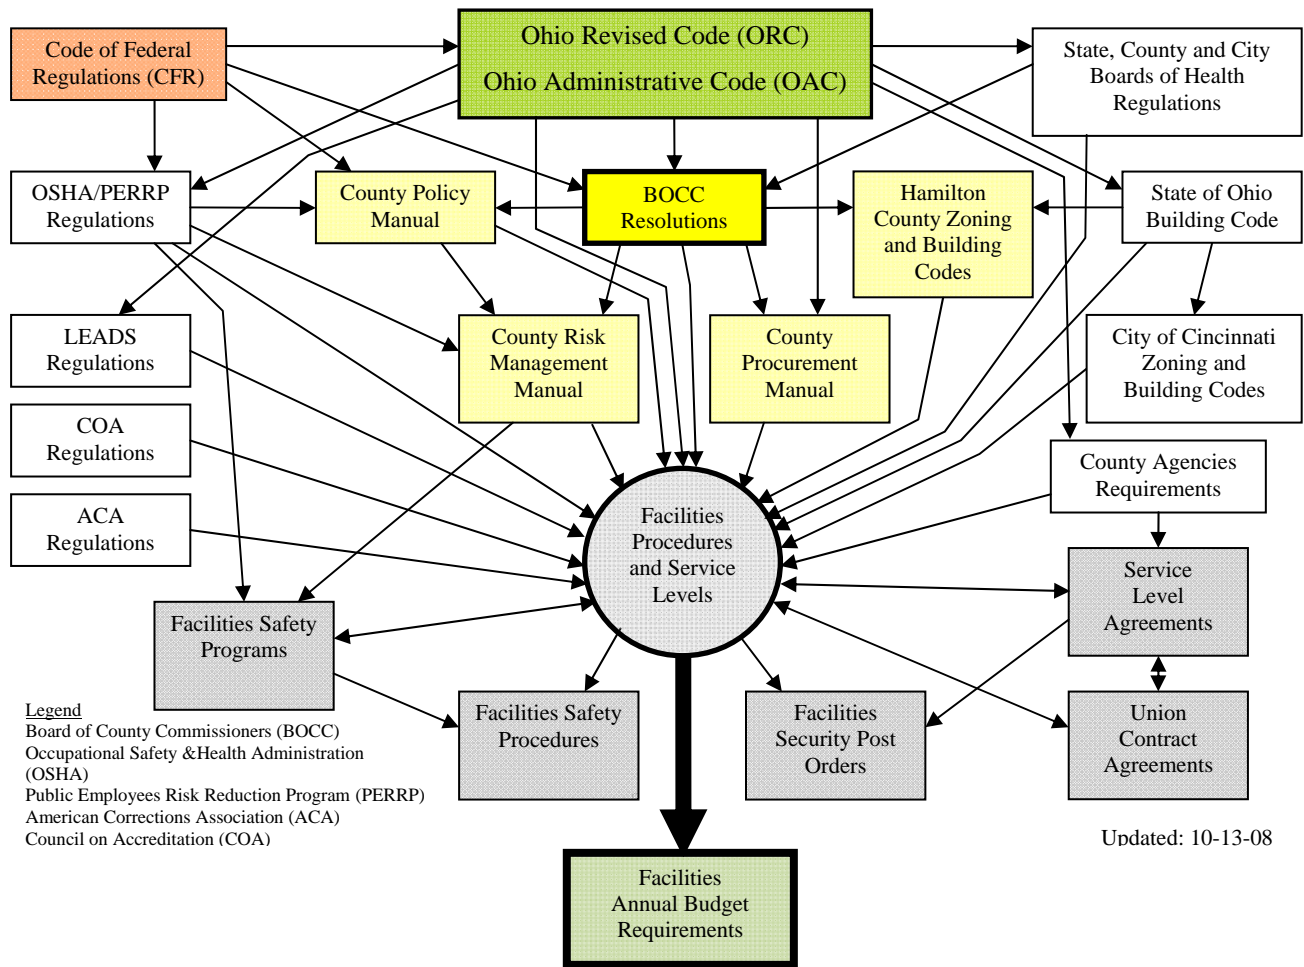 Code of Federal
Regulations (CFR)
Ohio Revised Code (ORC)
Ohio Administrative Code (OAC)
State, County and City
Boards of Health
Regulations
OSHA/PERRP
Regulations
County Policy
Manual
BOCC
Resolutions
Hamilton
County Zoning
and Building
Codes
State of Ohio
Building Code
LEADS
Regulations
County Risk
Management
Manual
County
Procurement
Manual
City of Cincinnati
Zoning and
Building Codes
COA
Regulations
County Agencies
Requirements
ACA
Regulations
Facilities
Procedures
and Service
Levels
Service
Level
Agreements
Facilities Safety
Programs
Facilities Safety
Procedures
Facilities
Security Post
Orders
Union
Contract
Agreements
Legend
Board of County Commissioners (BOCC)
Occupational Safety &Health Administration
(OSHA)
Public Employees Risk Reduction Program (PERRP)
American Corrections Association (ACA)
Council on Accreditation (COA)
Updated: 10-13-08
Facilities
Annual Budget
Requirements